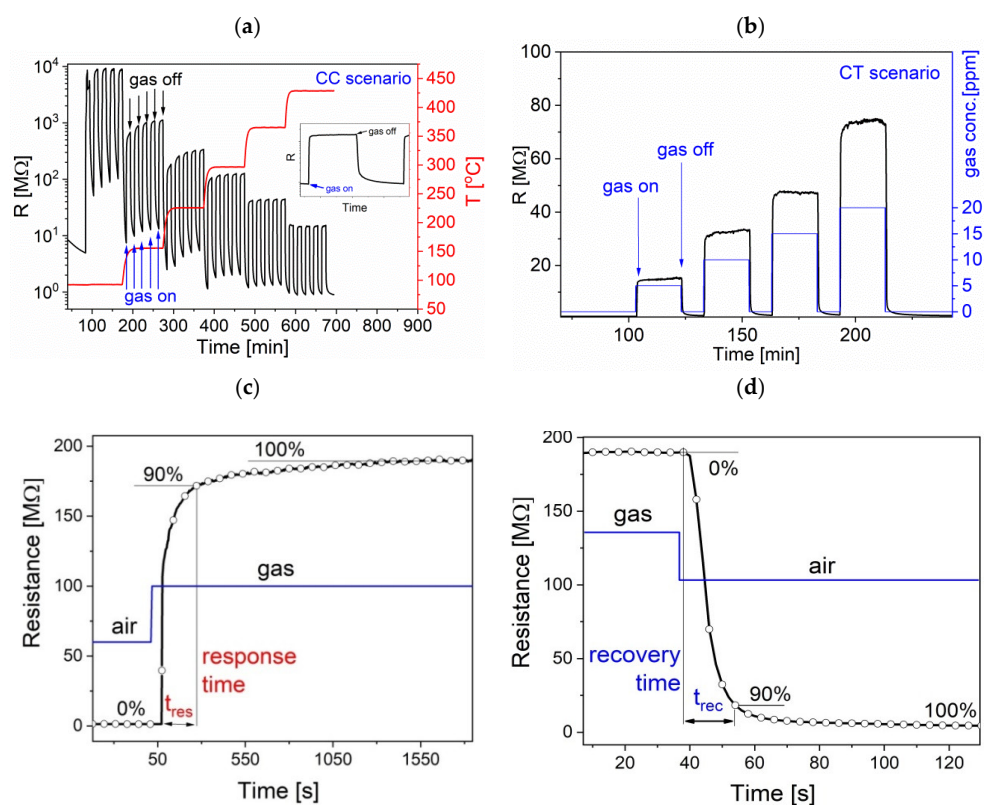 (a)
(b)
10⁴
10³
10²
10¹
10⁰
R [MΩ]
gas off
CC scenario
R
gas off
gas on
Time
gas on
450
400
350
300
250
200
150
100
50
T [°C]
100 200 300 400 500 600 700 800 900
Time [min]
100
80
60
40
20
R [MΩ]
CT scenario
gas on
gas off
gas conc.[ppm]
20
15
10
5
0
100 150 200
Time [min]
(c)
(d)
200
150
100
50
0
Resistance [MΩ]
100%
90%
gas
air
response
time
0%
t_res
50 550 1050 1550
Time [s]
200
150
100
50
0
Resistance [MΩ]
0%
gas
air
recovery
time
t_rec
90%
100%
20 40 60 80 100 120
Time [s]